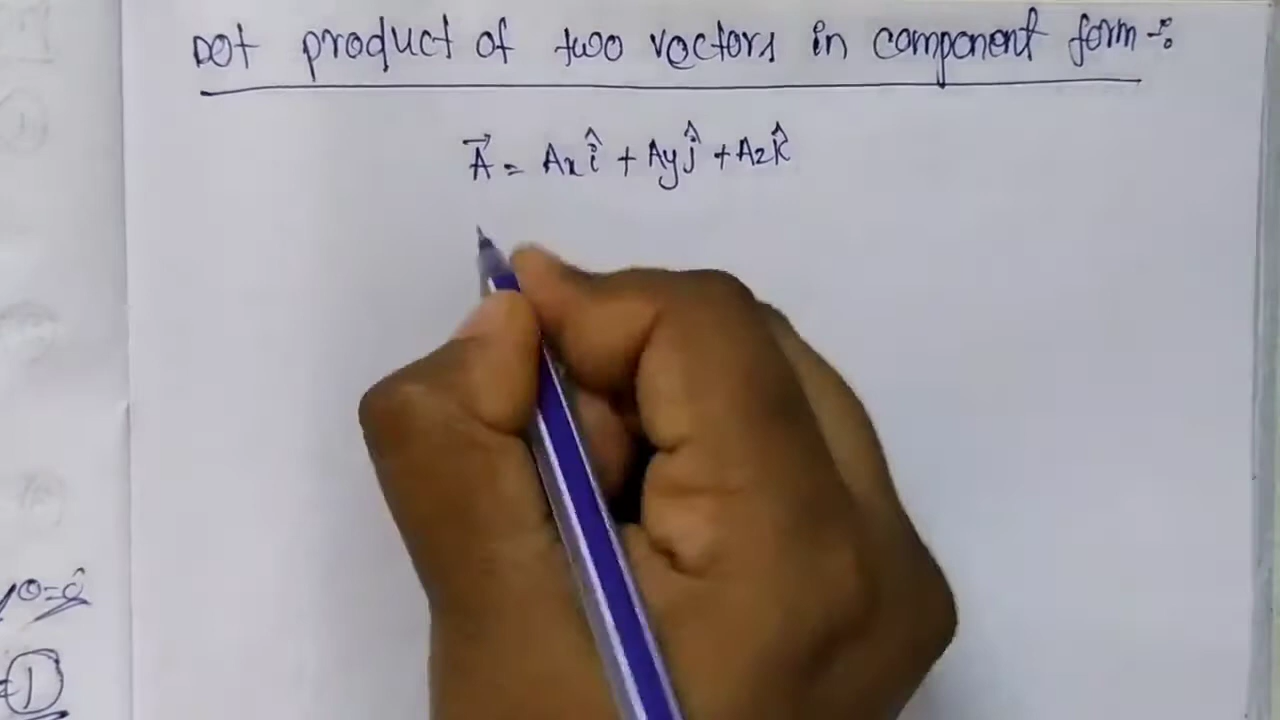 DOT product of two vectors in component form :-
A⃗ = Axî + Ayĵ + Azk̂